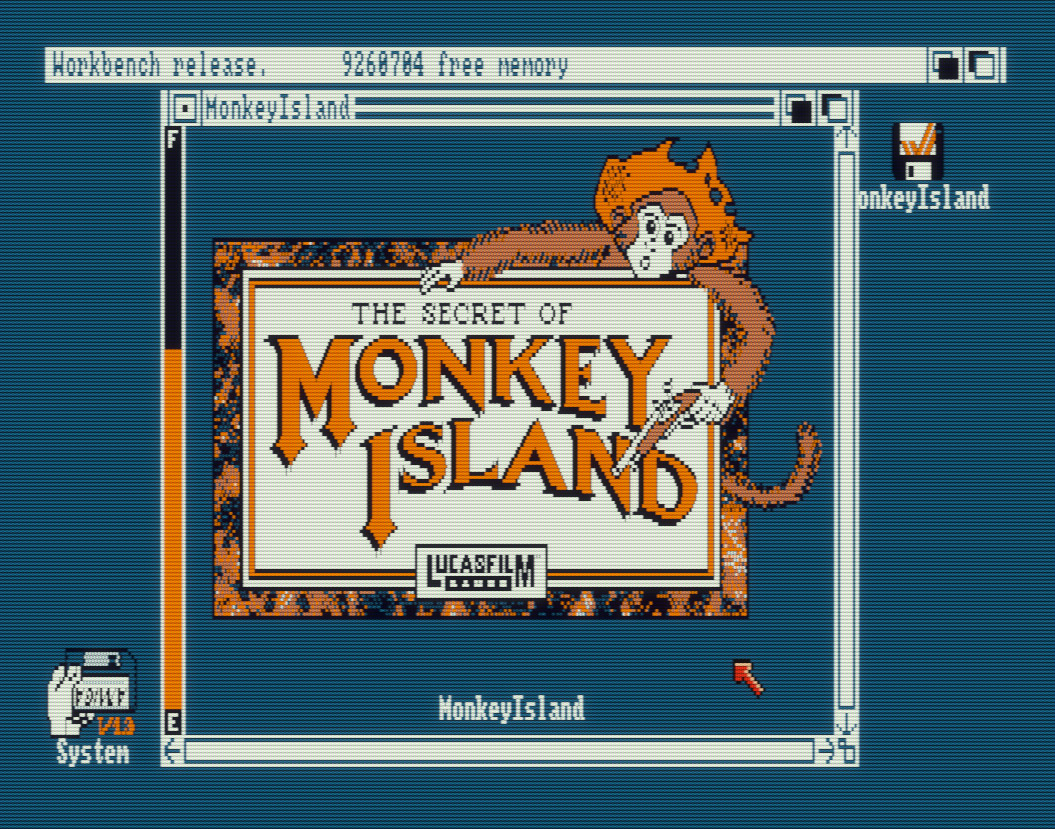 Workbench release. 9260704 free memory
MonkeyIsland
F
onkeyIsland
THE SECRET OF
MONKEY
ISLAND
LUCASFILM
MonkeyIsland
V1.3
System
E